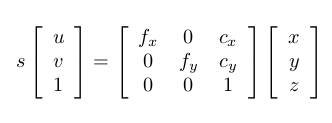 s [ u v 1 ] = [ f_x 0 c_x 0 f_y c_y 0 0 1 ] [ x y z ]